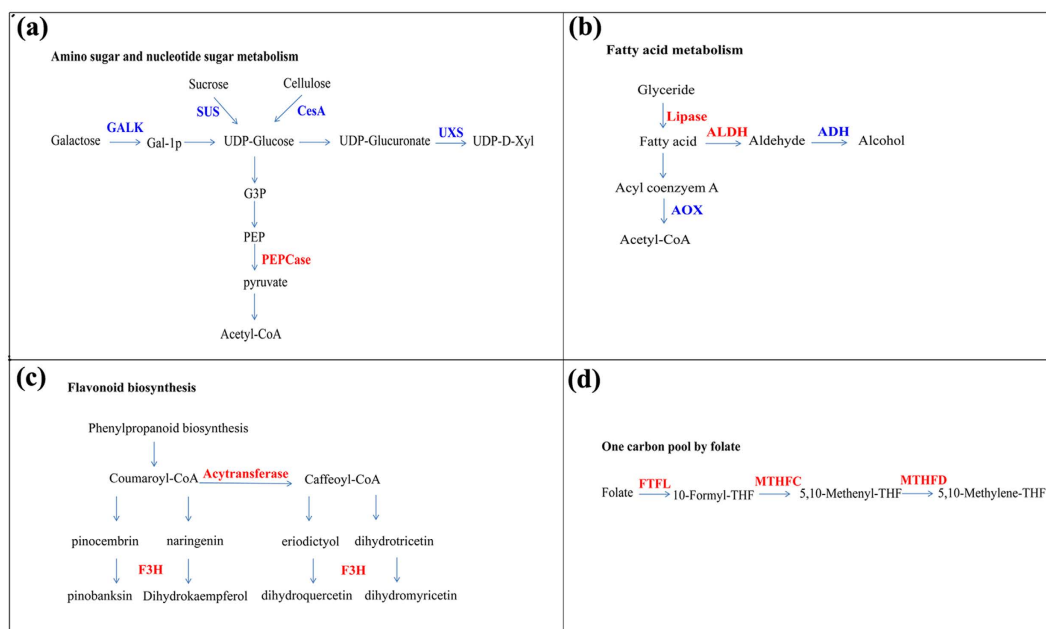 (a)
Amino sugar and nucleotide sugar metabolism
Sucrose Cellulose
SUS CesA
GALK UXS
Galactose Gal-1p UDP-Glucose UDP-Glucuronate UDP-D-Xyl
G3P
PEP
PEPCase
pyruvate
Acetyl-CoA
(b)
Fatty acid metabolism
Glyceride
Lipase
ALDH ADH
Fatty acid Aldehyde Alcohol
Acyl coenzyem A
AOX
Acetyl-CoA
(c)
Flavonoid biosynthesis
Phenylpropanoid biosynthesis
Acytransferase
Coumaroyl-CoA Caffeoyl-CoA
pinocembrin naringenin eriodictyol dihydrotricetin
F3H F3H
pinobanksin Dihydrokaempferol dihydroquercetin dihydromyricetin
(d)
One carbon pool by folate
FTFL MTHFC MTHFD
Folate 10-Formyl-THF 5,10-Methenyl-THF 5,10-Methylene-THF